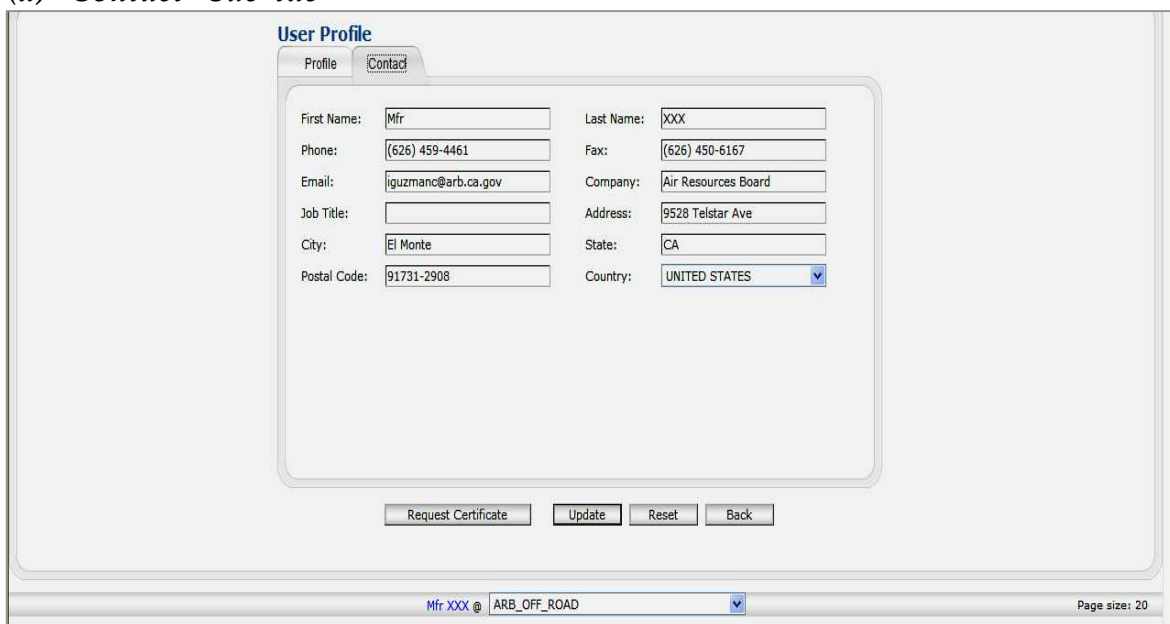 User Profile
Profile Contact
First Name: Mfr Last Name: XXX
Phone: (626) 459-4461 Fax: (626) 450-6167
Email: iguzmanc@arb.ca.gov Company: Air Resources Board
Job Title: Address: 9528 Telstar Ave
City: El Monte State: CA
Postal Code: 91731-2908 Country: UNITED STATES
Request Certificate Update Reset Back
Mfr XXX @ ARB_OFF_ROAD Page size: 20